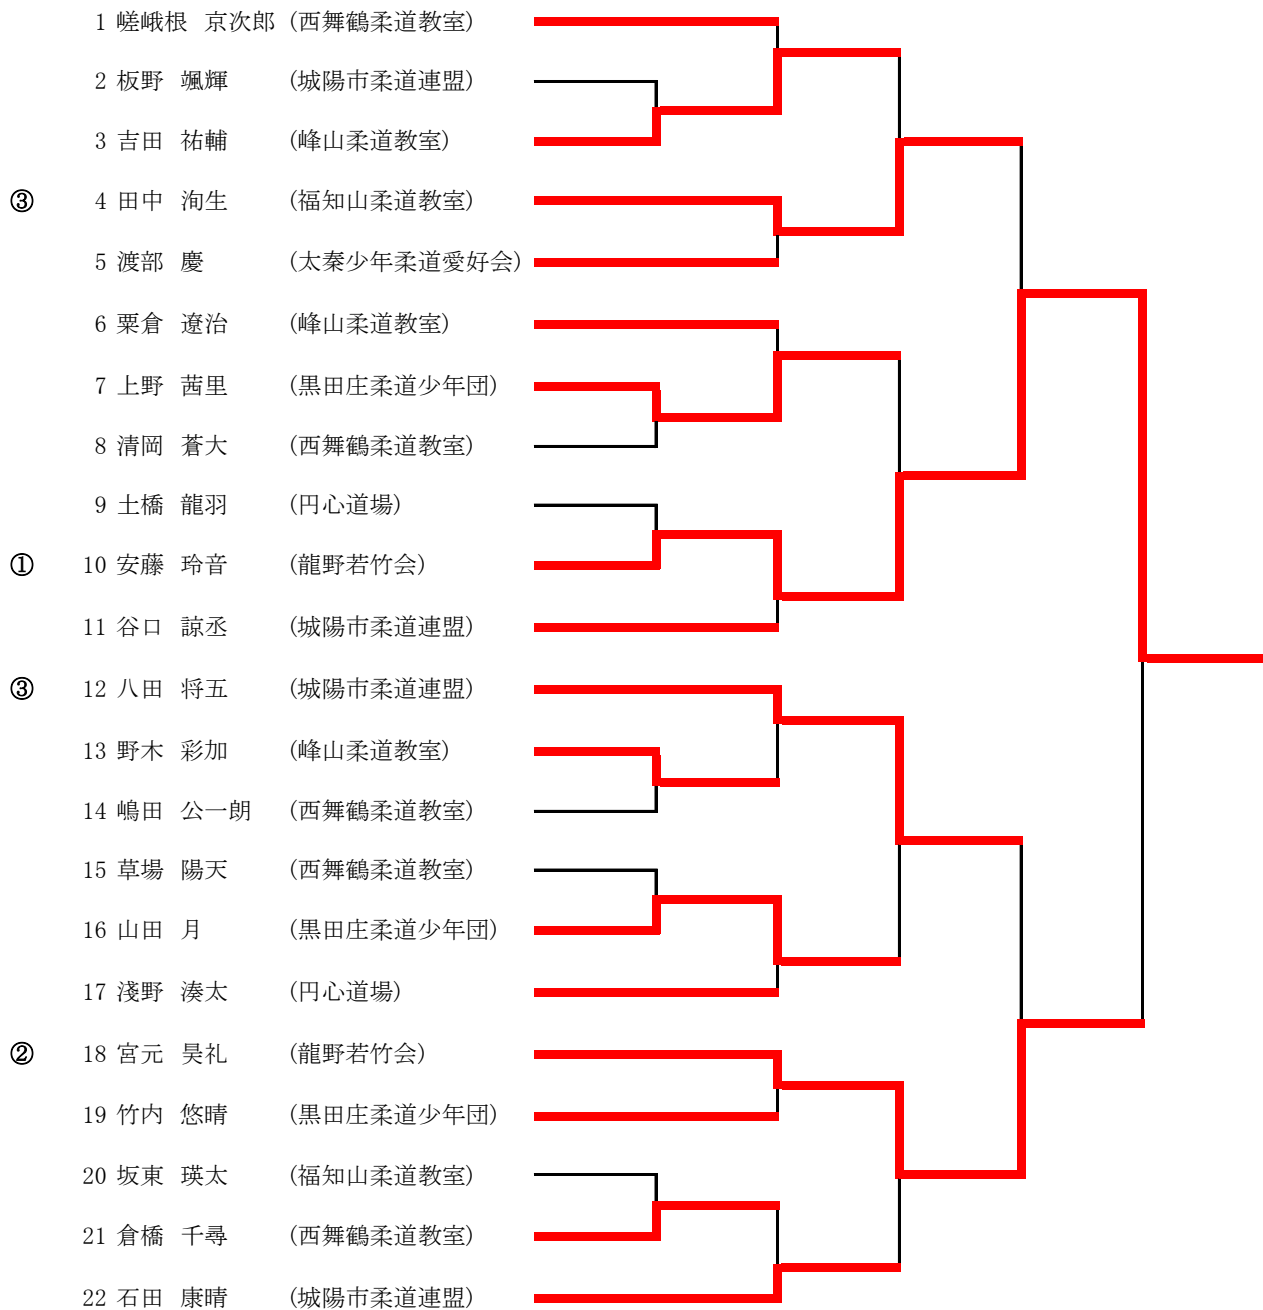 1 嵯峨根 京次郎 (西舞鶴柔道教室)
2 板野 颯輝 (城陽市柔道連盟)
3 吉田 祐輔 (峰山柔道教室)
③ 4 田中 洵生 (福知山柔道教室)
5 渡部 慶 (太秦少年柔道愛好会)
6 粟倉 遼治 (峰山柔道教室)
7 上野 茜里 (黒田庄柔道少年団)
8 清岡 蒼大 (西舞鶴柔道教室)
9 土橋 龍羽 (円心道場)
① 10 安藤 玲音 (龍野若竹会)
11 谷口 諒丞 (城陽市柔道連盟)
③ 12 八田 将五 (城陽市柔道連盟)
13 野木 彩加 (峰山柔道教室)
14 嶋田 公一朗 (西舞鶴柔道教室)
15 草場 陽天 (西舞鶴柔道教室)
16 山田 月 (黒田庄柔道少年団)
17 淺野 湊太 (円心道場)
② 18 宮元 昊礼 (龍野若竹会)
19 竹内 悠晴 (黒田庄柔道少年団)
20 坂東 瑛太 (福知山柔道教室)
21 倉橋 千尋 (西舞鶴柔道教室)
22 石田 康晴 (城陽市柔道連盟)